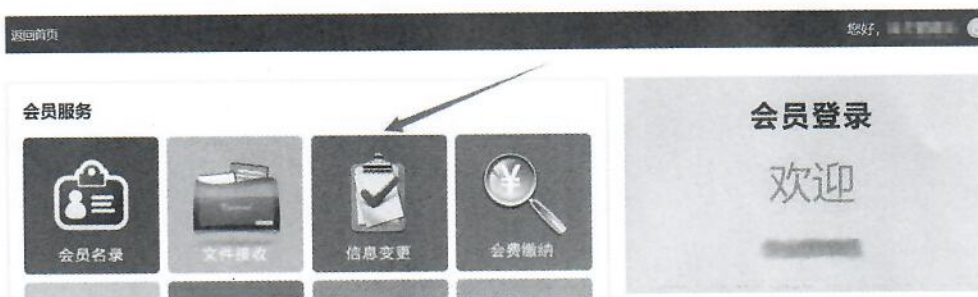 返回首页
您好，
会员服务
会员登录
欢迎
会员名录
文件接收
信息变更
会费缴纳